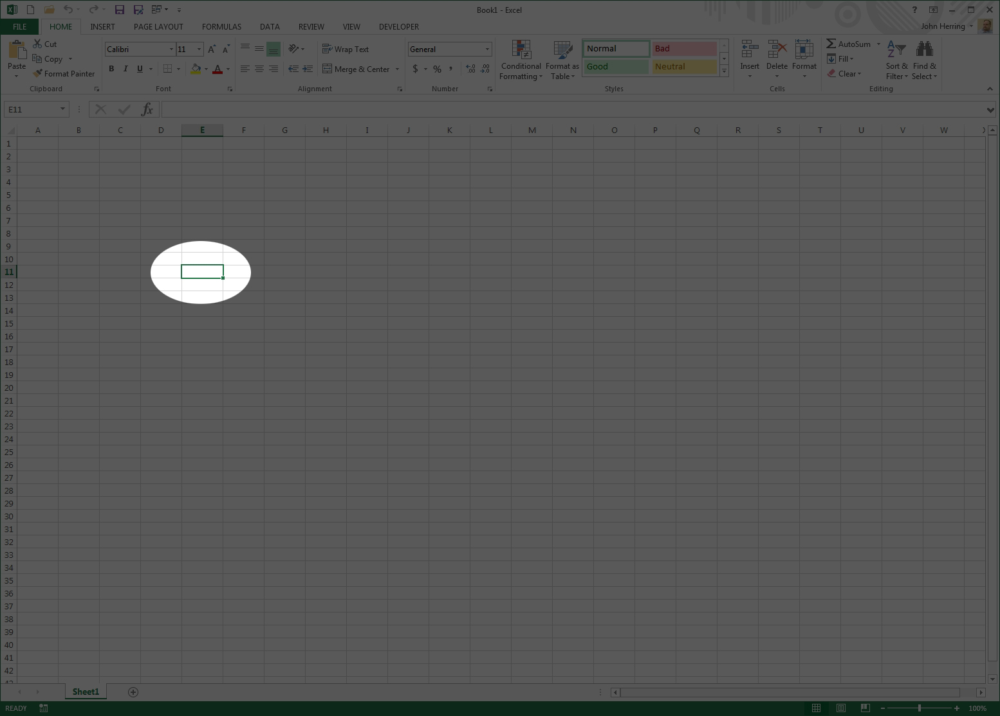 Book1 - Excel
FILE HOME INSERT PAGE LAYOUT FORMULAS DATA REVIEW VIEW DEVELOPER John Herring
Paste
Cut
Copy
Format Painter
Clipboard
Calibri 11
B I U
Font
Wrap Text
Merge & Center
Alignment
General
$ % ,
Number
Conditional Formatting
Format as Table
Normal Bad
Good Neutral
Styles
Insert Delete Format
Cells
AutoSum
Fill
Clear
Sort & Filter
Find & Select
Editing
E11 fx
A B C D E F G H I J K L M N O P Q R S T U V W X
1
2
3
4
5
6
7
8
9
10
11
12
13
14
15
16
17
18
19
20
21
22
23
24
25
26
27
28
29
30
31
32
33
34
35
36
37
38
39
40
41
42
43
Sheet1
READY 100%